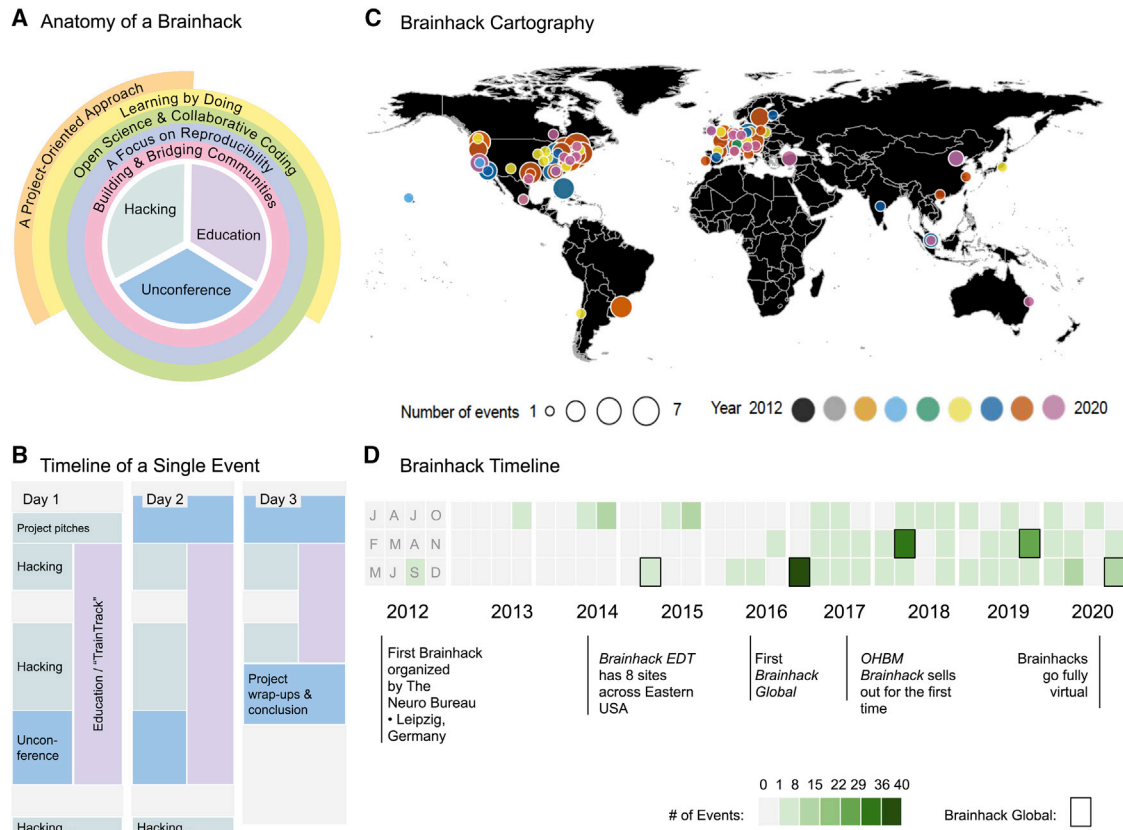 A Anatomy of a Brainhack
A Project-Oriented Approach
Learning by Doing
Open Science & Collaborative Coding
A Focus on Reproducibility
Building & Bridging Communities
Hacking
Education
Unconference
C Brainhack Cartography
Number of events 1 7 Year 2012 2020
B Timeline of a Single Event
Day 1 Day 2 Day 3
Project pitches
Hacking
Hacking
Education / "TrainTrack"
Uncon-
ference
Project
wrap-ups &
conclusion
Hacking Hacking
D Brainhack Timeline
J A J O
F M A N
M J S D
2012 2013 2014 2015 2016 2017 2018 2019 2020
First Brainhack
organized
by The
Neuro Bureau
• Leipzig,
Germany
Brainhack EDT
has 8 sites
across Eastern
USA
First
Brainhack
Global
OHBM
Brainhack sells
out for the first
time
Brainhacks
go fully
virtual
0 1 8 15 22 29 36 40
# of Events:
Brainhack Global: